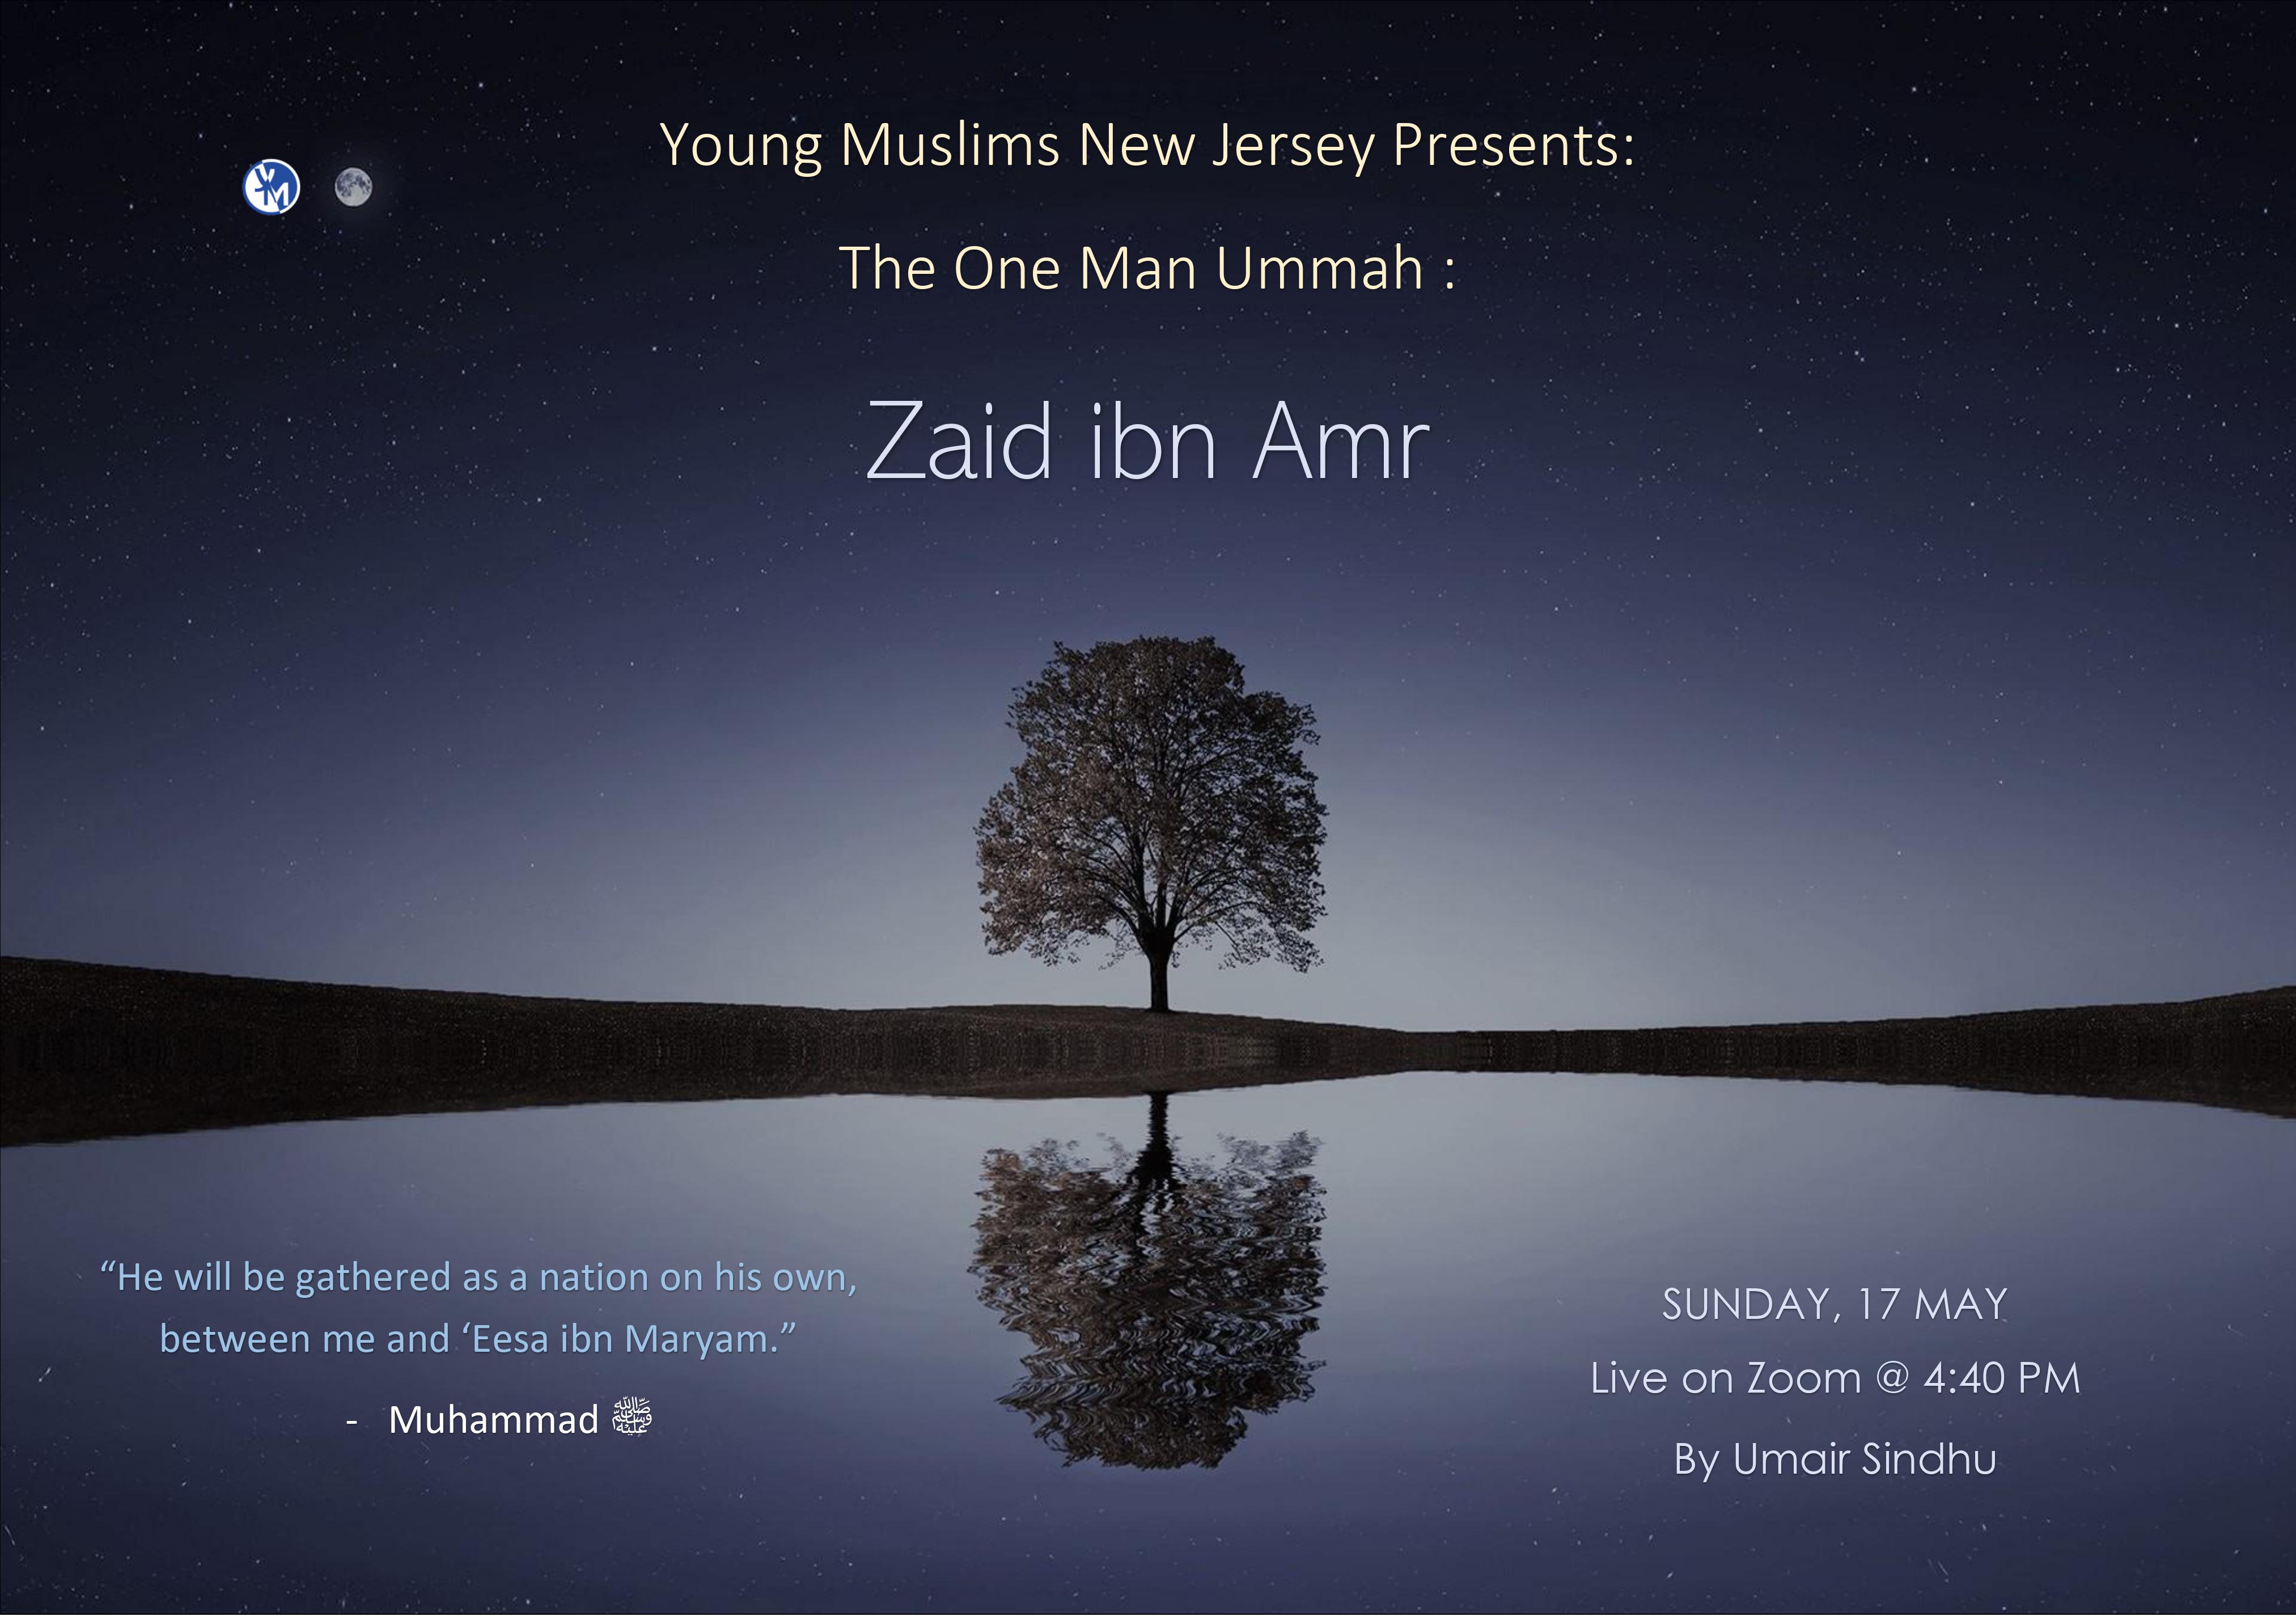 Young Muslims New Jersey Presents:
YM
The One Man Ummah :
Zaid ibn Amr
“He will be gathered as a nation on his own,
between me and ‘Eesa ibn Maryam.”
- Muhammad ﷺ
SUNDAY, 17 MAY
Live on Zoom @ 4:40 PM
By Umair Sindhu